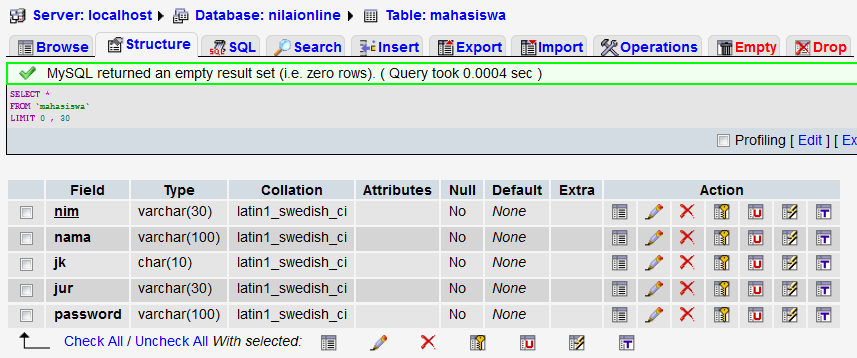 Server: localhost Database: nilaionline Table: mahasiswa
Browse Structure SQL Search Insert Export Import Operations Empty Drop
MySQL returned an empty result set (i.e. zero rows). ( Query took 0.0004 sec )
SELECT *
FROM `mahasiswa`
LIMIT 0 , 30
Profiling [ Edit ] [ Ex
Field Type Collation Attributes Null Default Extra Action
nim varchar(30) latin1_swedish_ci No None
nama varchar(100) latin1_swedish_ci No None
jk char(10) latin1_swedish_ci No None
jur varchar(30) latin1_swedish_ci No None
password varchar(100) latin1_swedish_ci No None
Check All / Uncheck All With selected: